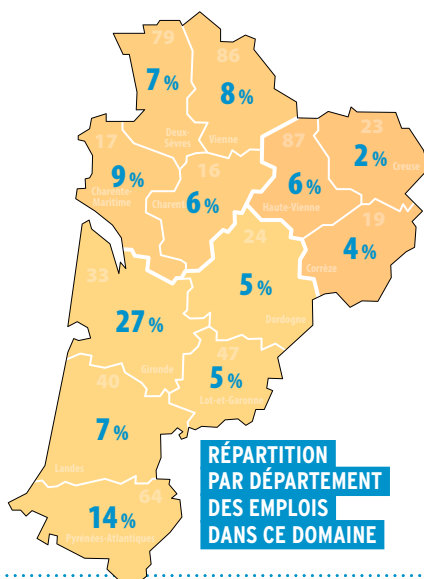 79
7 %
Deux-
Sèvres
86
8 %
Vienne
17
9 %
Charente
Maritime
16
Charente
6 %
87
6 %
Haute-Vienne
23
2 %
Creuse
19
4 %
Corrèze
24
5 %
Dordogne
33
27 %
Gironde
47
5 %
Lot-et-Garonne
40
7 %
Landes
64
14 %
Pyrénées-Atlantiques
RÉPARTITION
PAR DÉPARTEMENT
DES EMPLOIS
DANS CE DOMAINE